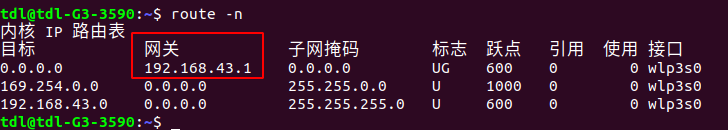 tdl@tdl-G3-3590:~$ route -n
内核 IP 路由表
目标 网关 子网掩码 标志 跃点 引用 使用 接口
0.0.0.0 192.168.43.1 0.0.0.0 UG 600 0 0 wlp3s0
169.254.0.0 0.0.0.0 255.255.0.0 U 1000 0 0 wlp3s0
192.168.43.0 0.0.0.0 255.255.255.0 U 600 0 0 wlp3s0
tdl@tdl-G3-3590:~$